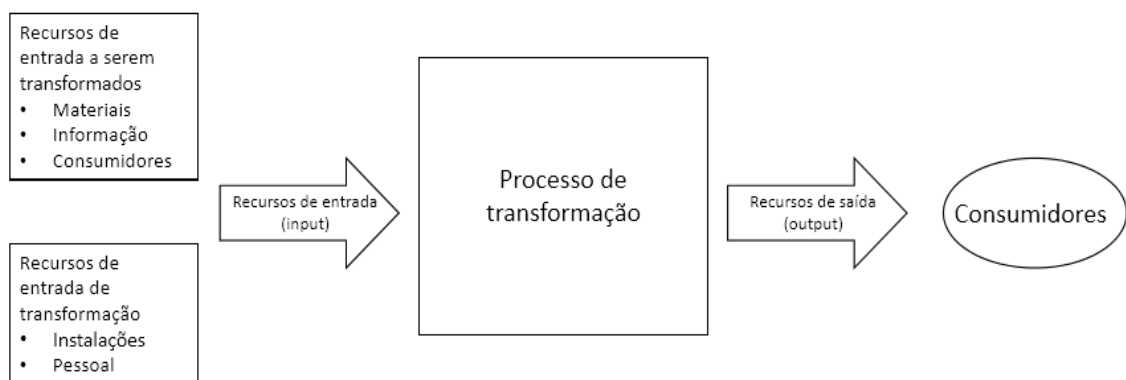 Recursos de
entrada a serem
transformados
• Materiais
• Informação
• Consumidores
Recursos de
entrada de
transformação
• Instalações
• Pessoal
Recursos de entrada
(input)
Processo de
transformação
Recursos de saída
(output)
Consumidores